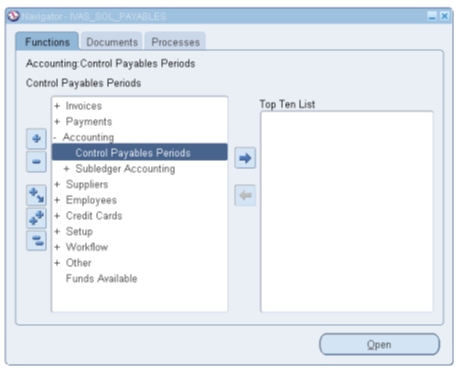 Navigator - IVAS_SOL_PAYABLES
Functions
Documents
Processes
Accounting:Control Payables Periods
Control Payables Periods
+ Invoices
+ Payments
- Accounting
Control Payables Periods
+ Subledger Accounting
+ Suppliers
+ Employees
+ Credit Cards
+ Setup
+ Workflow
+ Other
Funds Available
Top Ten List
Open